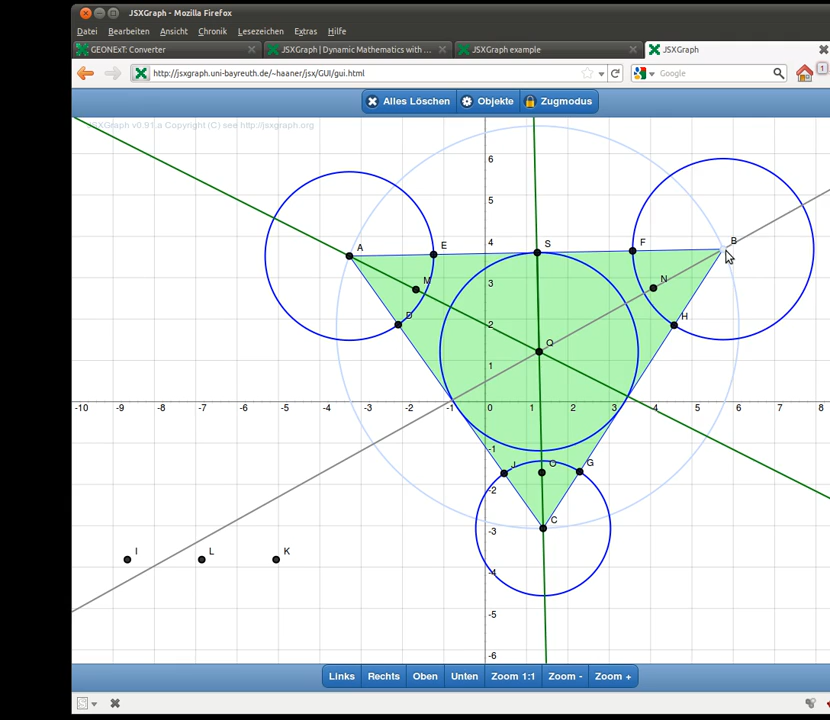 JSXGraph - Mozilla Firefox
Datei Bearbeiten Ansicht Chronik Lesezeichen Extras Hilfe
GEONExT: Converter JSXGraph | Dynamic Mathematics with ... JSXGraph example JSXGraph
http://jsxgraph.uni-bayreuth.de/~haaner/jsx/GUI/gui.html Google 1
Alles Löschen Objekte Zugmodus
JSXGraph v0.91.a Copyright (C) see http://jsxgraph.org
6
5
A E S 4 F B
M 3 N
D 2 H
Q
1
-10 -9 -8 -7 -6 -5 -4 -3 -2 -1 0 1 2 3 4 5 6 7 8
-1
J O G
-2
C
-3
I L K
-4
-5
-6
Links Rechts Oben Unten Zoom 1:1 Zoom - Zoom +